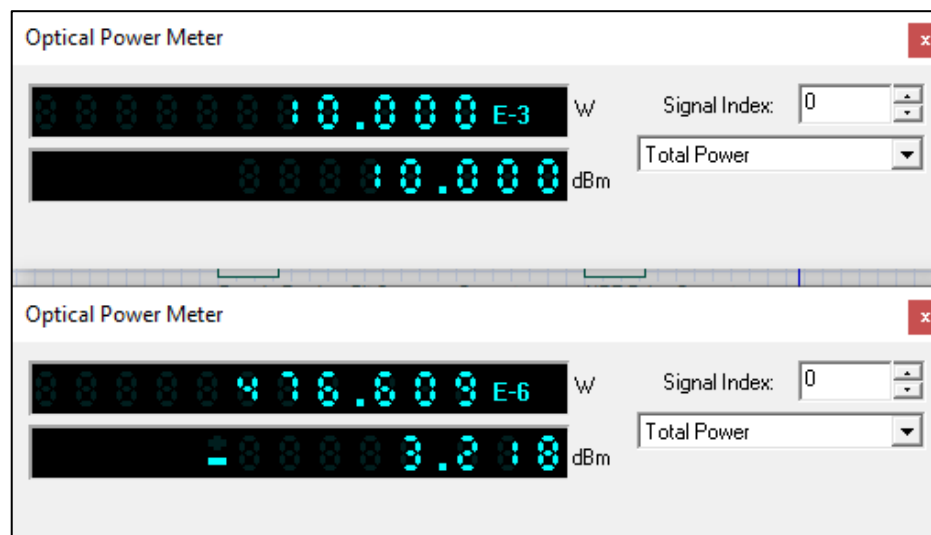 Optical Power Meter
x
10.000 E-3 W Signal Index: 0
Total Power
10.000 dBm
Optical Power Meter
x
476.609 E-6 W Signal Index: 0
Total Power
- 3.218 dBm